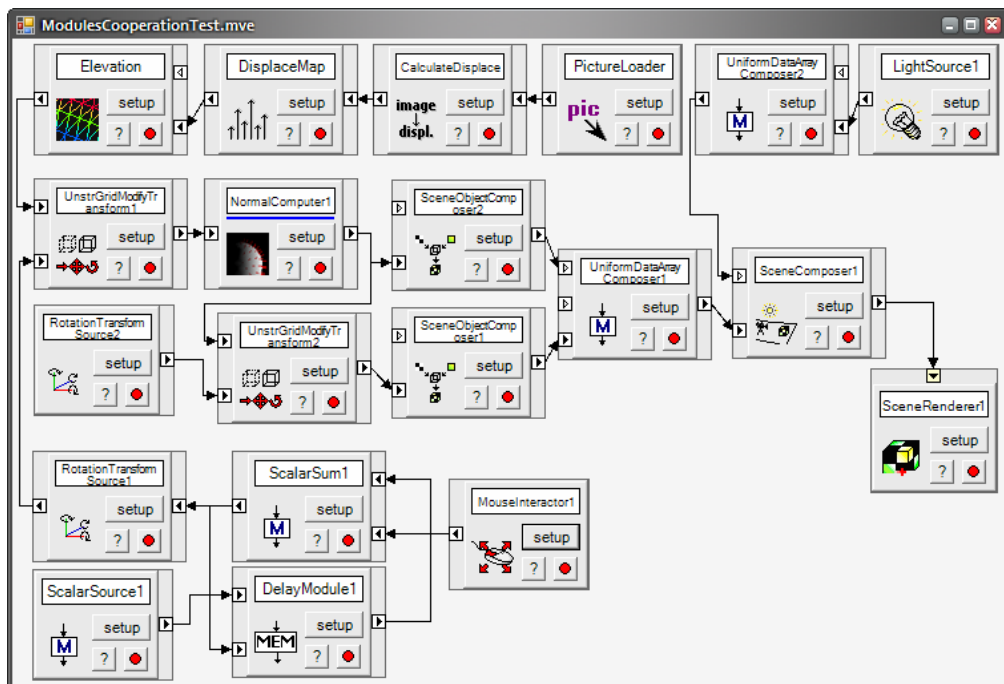 ModulesCooperationTest.mve
Elevation
setup
?
DisplaceMap
setup
?
CalculateDisplace
image
displ.
setup
?
PictureLoader
pic
setup
?
UniformDataArray
Composer2
M
setup
?
LightSource1
setup
?
UnstrGridModifyTr
ansform1
setup
?
NormalComputer1
setup
?
SceneObjectComp
oser2
setup
?
UniformDataArray
Composer1
M
setup
?
SceneComposer1
setup
?
RotationTransform
Source2
setup
?
UnstrGridModifyTr
ansform2
setup
?
SceneObjectComp
oser1
setup
?
SceneRenderer1
setup
?
RotationTransform
Source1
setup
?
ScalarSum1
M
setup
?
MouseInteractor1
setup
?
ScalarSource1
M
setup
?
DelayModule1
MEM
setup
?